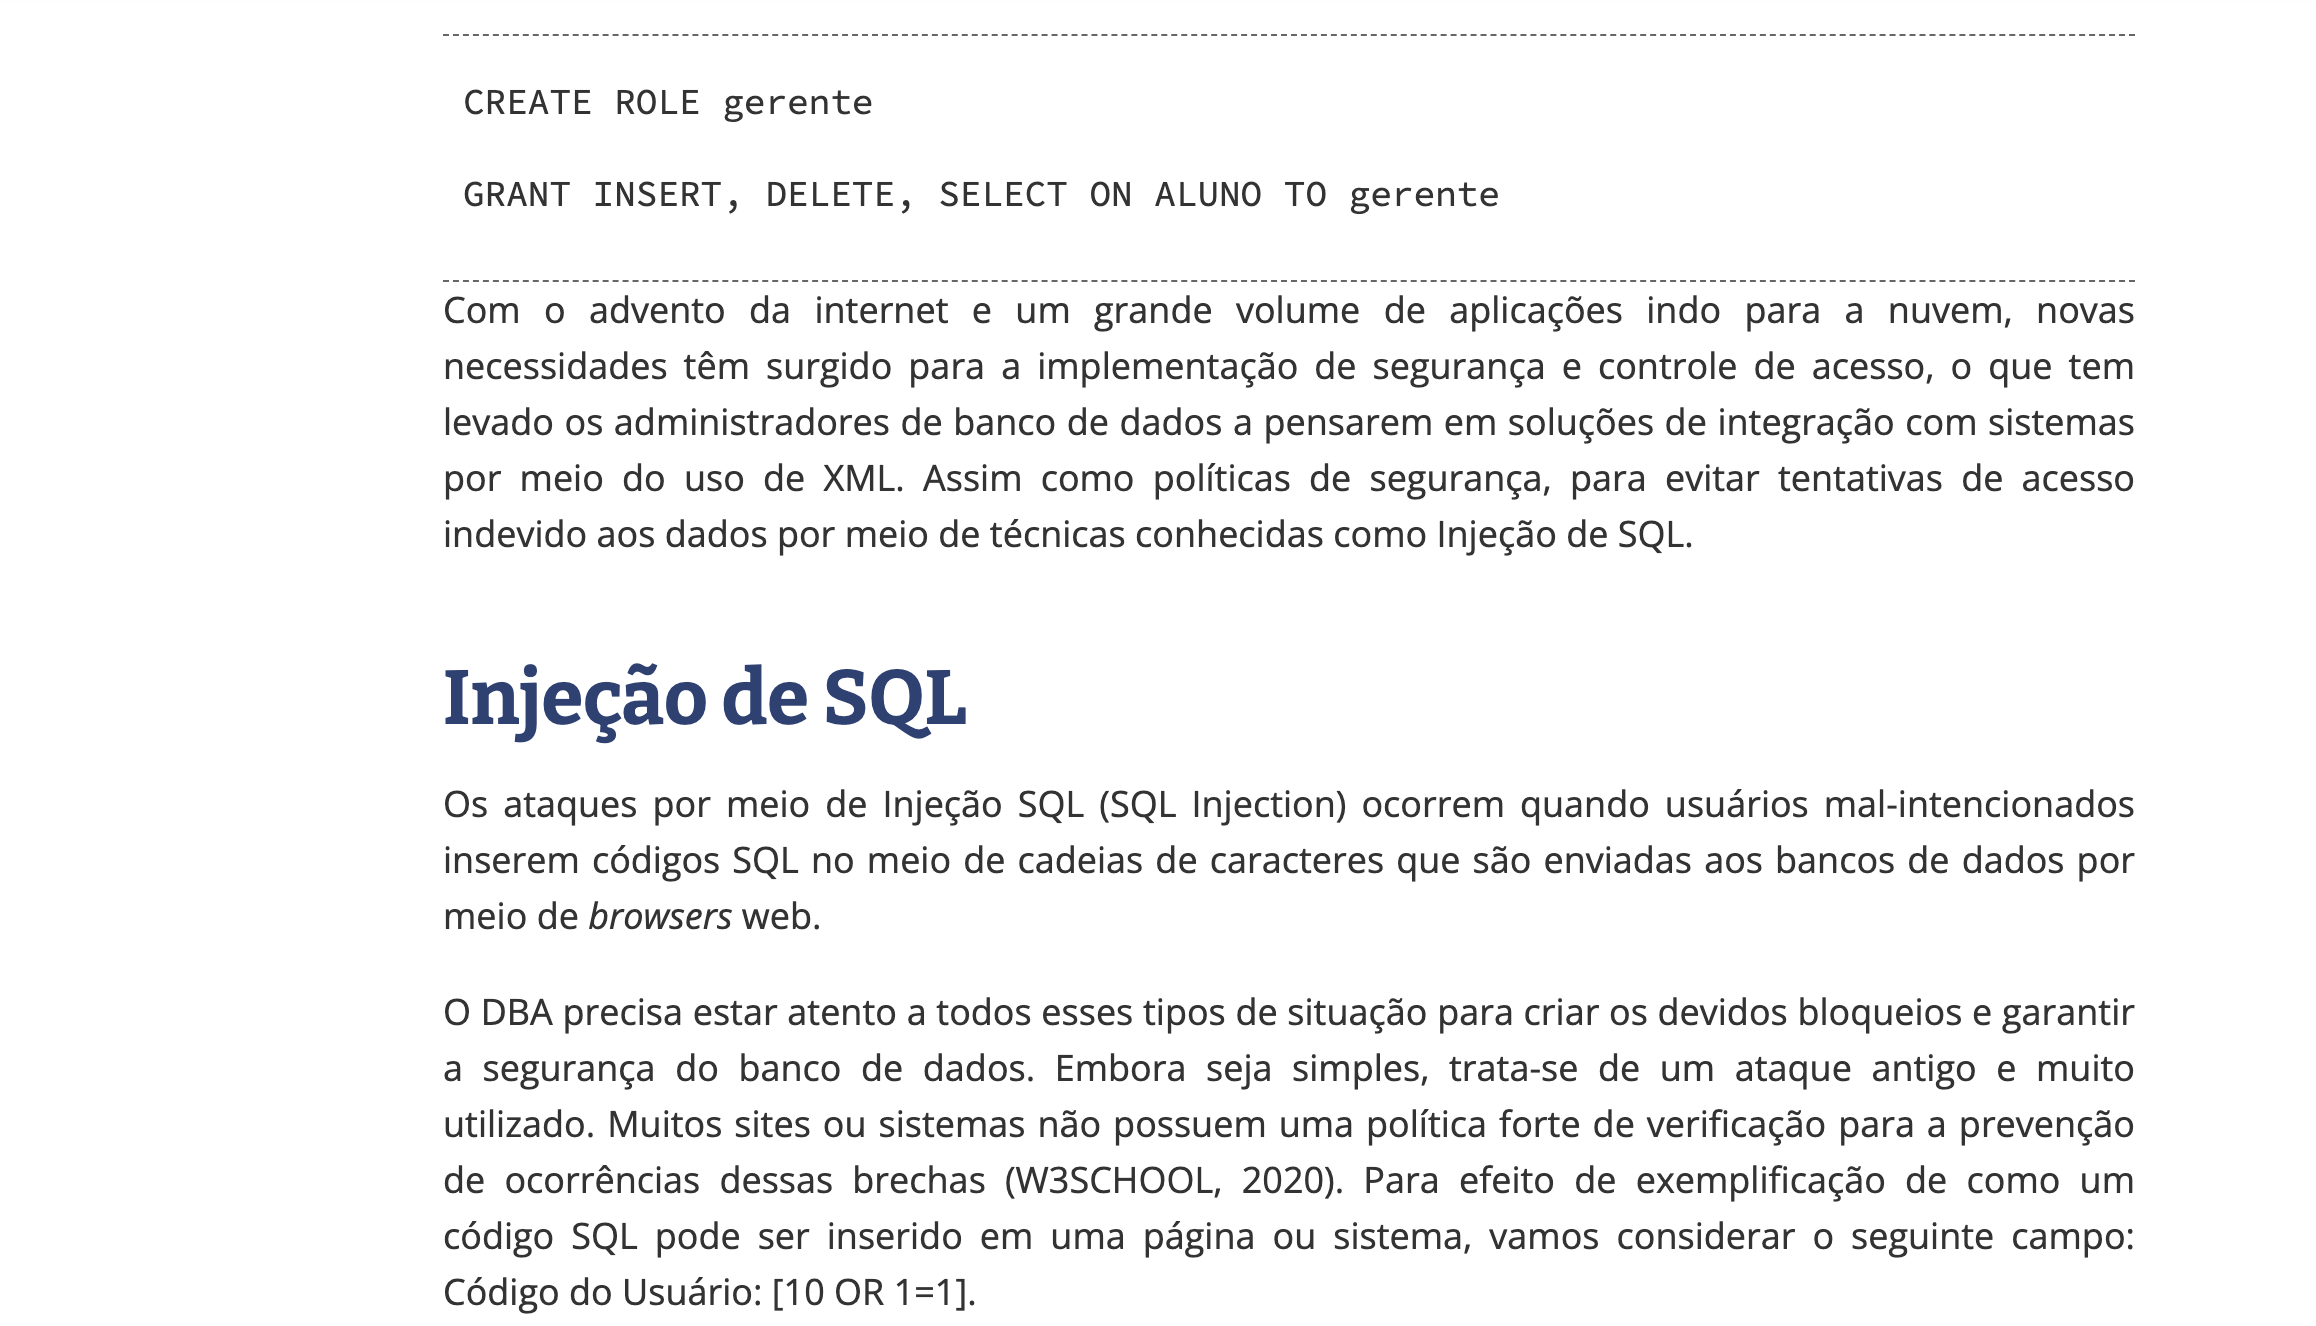 CREATE ROLE gerente
GRANT INSERT, DELETE, SELECT ON ALUNO TO gerente
Com o advento da internet e um grande volume de aplicações indo para a nuvem, novas
necessidades têm surgido para a implementação de segurança e controle de acesso, o que tem
levado os administradores de banco de dados a pensarem em soluções de integração com sistemas
por meio do uso de XML. Assim como políticas de segurança, para evitar tentativas de acesso
indevido aos dados por meio de técnicas conhecidas como Injeção de SQL.
Injeção de SQL
Os ataques por meio de Injeção SQL (SQL Injection) ocorrem quando usuários mal-intencionados
inserem códigos SQL no meio de cadeias de caracteres que são enviadas aos bancos de dados por
meio de browsers web.
O DBA precisa estar atento a todos esses tipos de situação para criar os devidos bloqueios e garantir
a segurança do banco de dados. Embora seja simples, trata-se de um ataque antigo e muito
utilizado. Muitos sites ou sistemas não possuem uma política forte de verificação para a prevenção
de ocorrências dessas brechas (W3SCHOOL, 2020). Para efeito de exemplificação de como um
código SQL pode ser inserido em uma página ou sistema, vamos considerar o seguinte campo:
Código do Usuário: [10 OR 1=1].